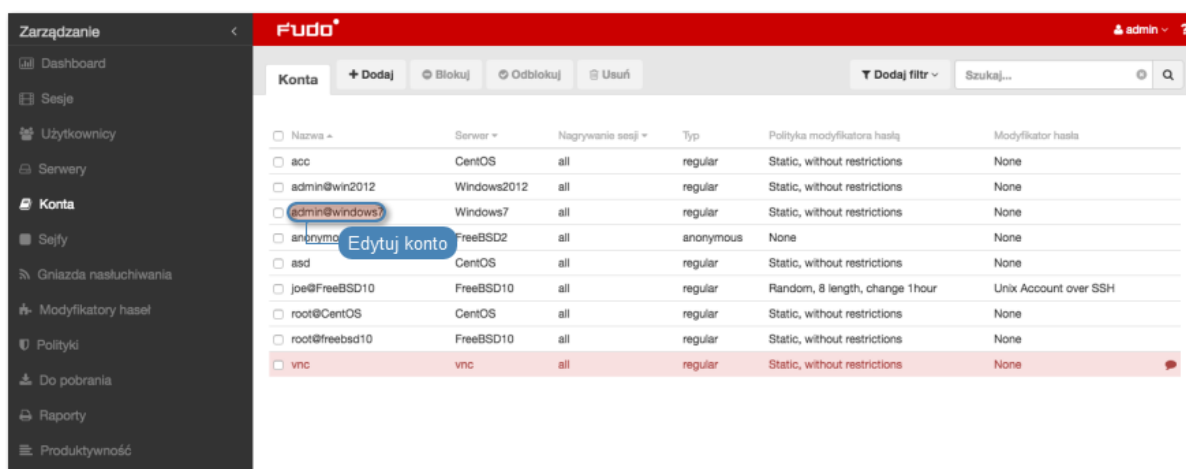 Zarządzanie
Fudo
admin
?
Dashboard
Sesje
Użytkownicy
Serwery
Konta
Sejfy
Gniazda nasłuchiwania
Modyfikatory haseł
Polityki
Do pobrania
Raporty
Produktywność
Konta + Dodaj Blokuj Odblokuj Usuń Dodaj filtr Szukaj...
Nazwa Serwer Nagrywanie sesji Typ Polityka modyfikatora hasłą Modyfikator hasła
acc CentOS all regular Static, without restrictions None
admin@win2012 Windows2012 all regular Static, without restrictions None
admin@windows7 Windows7 all regular Static, without restrictions None
FreeBSD2 all anonymous None None
Edytuj konto
asd CentOS all regular Static, without restrictions None
joe@FreeBSD10 FreeBSD10 all regular Random, 8 length, change 1hour Unix Account over SSH
root@CentOS CentOS all regular Static, without restrictions None
root@freebsd10 FreeBSD10 all regular Static, without restrictions None
vnc vnc all regular Static, without restrictions None